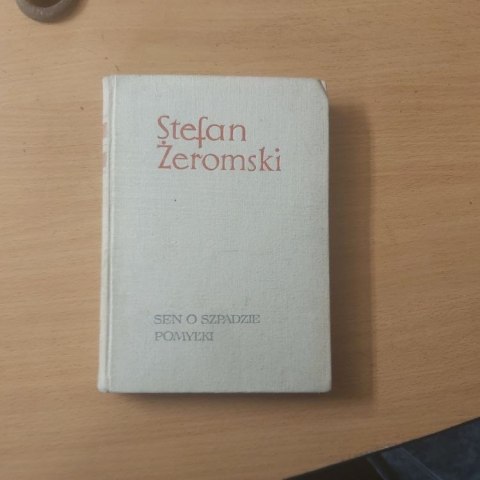 Stefan
Żeromski
SEN O SZPADZIE
POMYŁKI